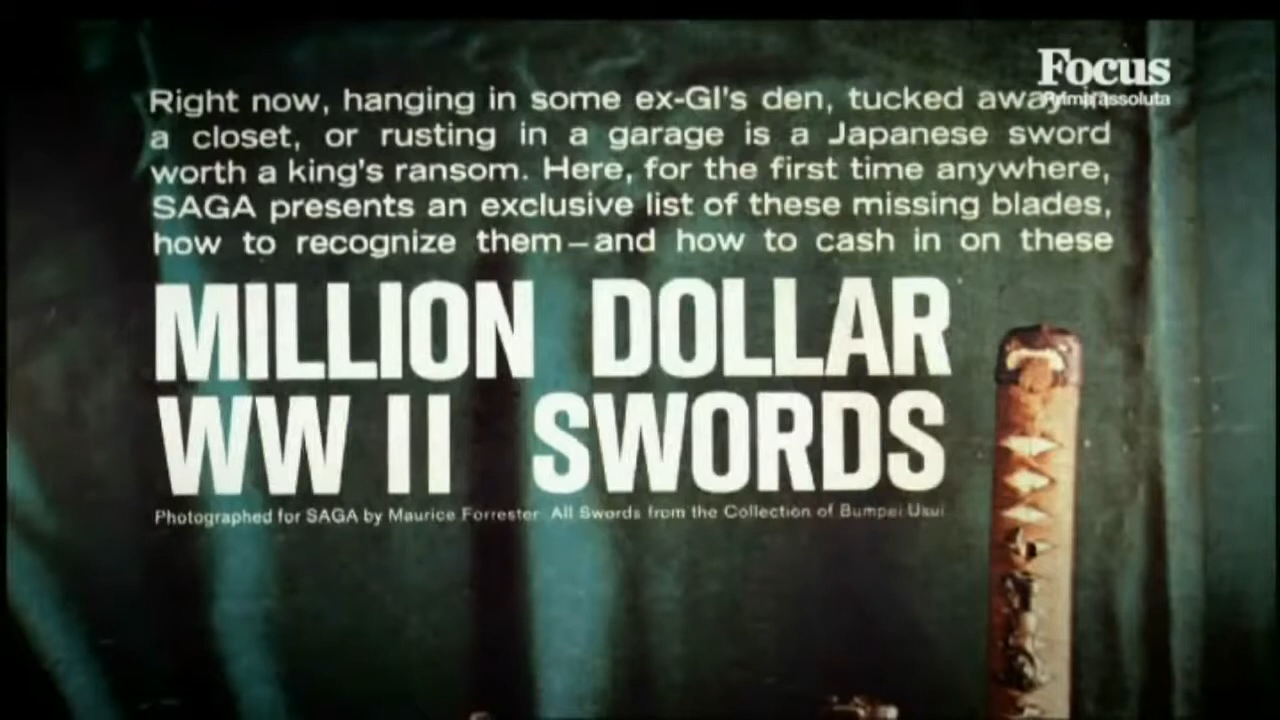 Focus
Prima assoluta
Right now, hanging in some ex-GI's den, tucked away
a closet, or rusting in a garage is a Japanese sword
worth a king's ransom. Here, for the first time anywhere,
SAGA presents an exclusive list of these missing blades,
how to recognize them—and how to cash in on these
MILLION DOLLAR
WW II SWORDS
Photographed for SAGA by Maurice Forrester All Swords from the Collection of Bumpei Usui